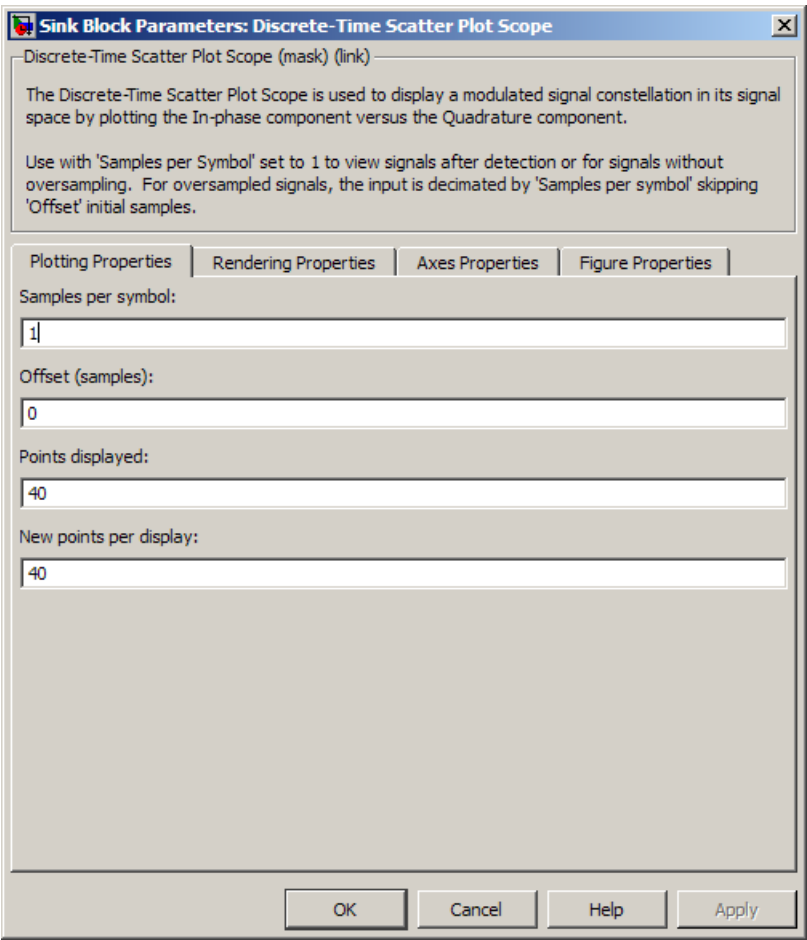 Sink Block Parameters: Discrete-Time Scatter Plot Scope
Discrete-Time Scatter Plot Scope (mask) (link)
The Discrete-Time Scatter Plot Scope is used to display a modulated signal constellation in its signal
space by plotting the In-phase component versus the Quadrature component.
Use with 'Samples per Symbol' set to 1 to view signals after detection or for signals without
oversampling. For oversampled signals, the input is decimated by 'Samples per symbol' skipping
'Offset' initial samples.
Plotting Properties Rendering Properties Axes Properties Figure Properties
Samples per symbol:
1
Offset (samples):
0
Points displayed:
40
New points per display:
40
OK Cancel Help Apply